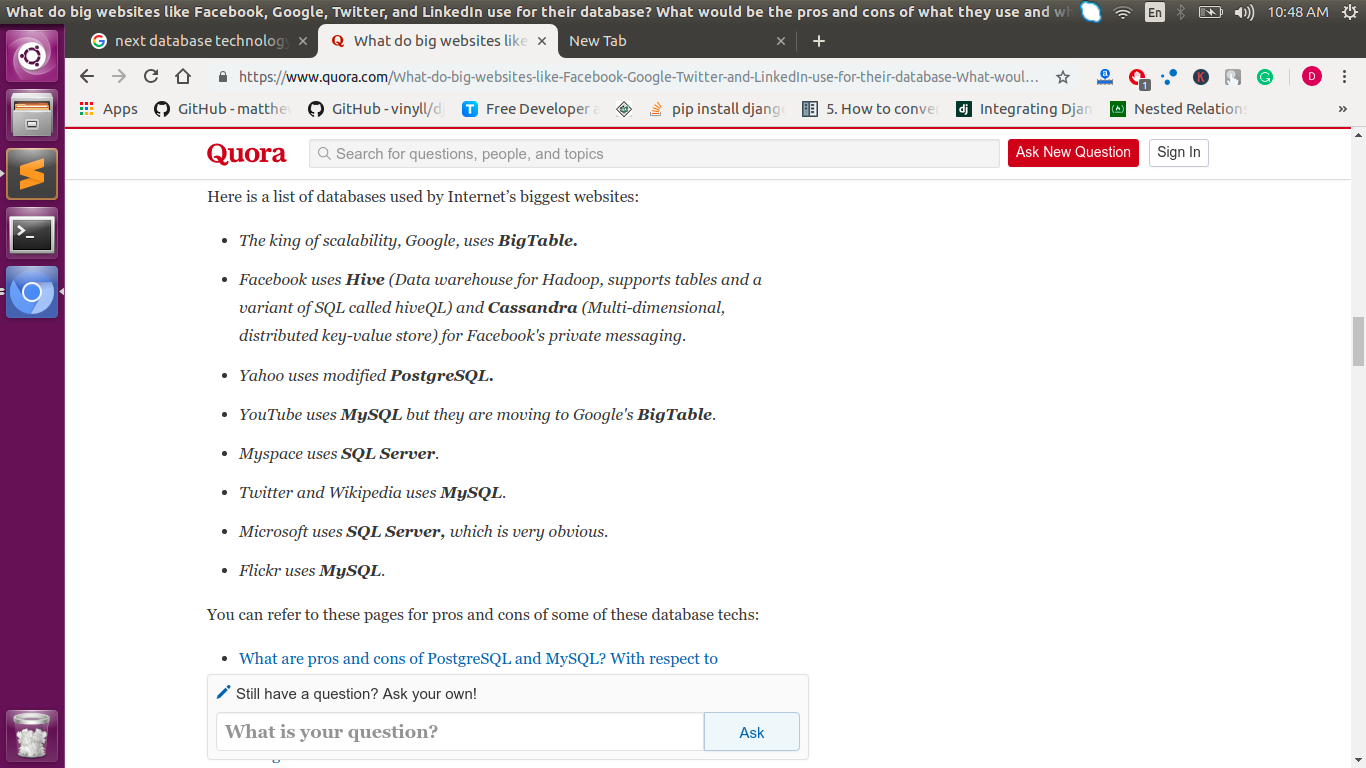 What do big websites like Facebook, Google, Twitter, and LinkedIn use for their database? What would be the pros and cons of what they use and wh
En
10:48 AM
next database technology
What do big websites like
New Tab
https://www.quora.com/What-do-big-websites-like-Facebook-Google-Twitter-and-LinkedIn-use-for-their-database-What-woul...
1
K
D
Apps
GitHub - matthew
GitHub - vinyll/dj
Free Developer a
pip install django
5. How to conver
dj
Integrating Djan
Nested Relations
»
Quora
Search for questions, people, and topics
Ask New Question
Sign In
Here is a list of databases used by Internet’s biggest websites:
• The king of scalability, Google, uses BigTable.
• Facebook uses Hive (Data warehouse for Hadoop, supports tables and a
variant of SQL called hiveQL) and Cassandra (Multi-dimensional,
distributed key-value store) for Facebook's private messaging.
• Yahoo uses modified PostgreSQL.
• YouTube uses MySQL but they are moving to Google's BigTable.
• Myspace uses SQL Server.
• Twitter and Wikipedia uses MySQL.
• Microsoft uses SQL Server, which is very obvious.
• Flickr uses MySQL.
You can refer to these pages for pros and cons of some of these database techs:
• What are pros and cons of PostgreSQL and MySQL? With respect to
Still have a question? Ask your own!
What is your question?
Ask